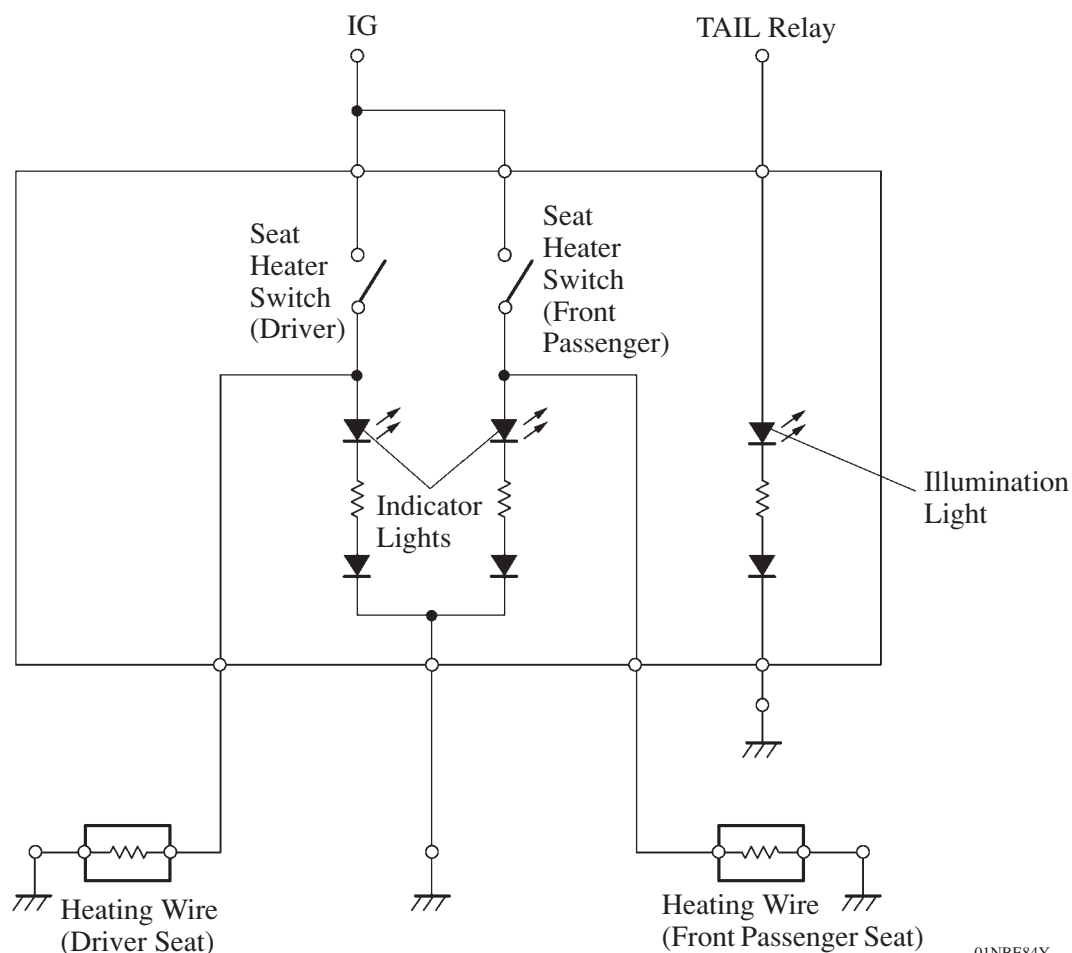 IG
TAIL Relay
Seat
Heater
Switch
(Driver)
Seat
Heater
Switch
(Front
Passenger)
Indicator
Lights
Illumination
Light
Heating Wire
(Driver Seat)
Heating Wire
(Front Passenger Seat)